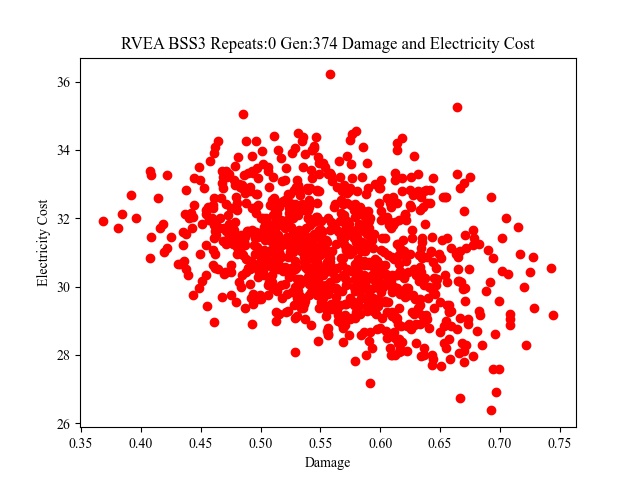 RVEA BSS3 Repeats:0 Gen:374 Damage and Electricity Cost
36
34
32
30
28
26
Electricity Cost
0.35 0.40 0.45 0.50 0.55 0.60 0.65 0.70 0.75
Damage